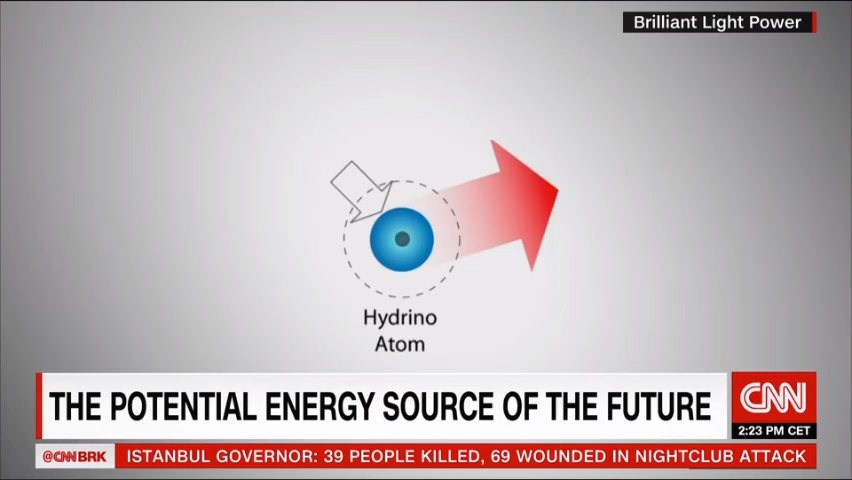 Brilliant Light Power
Hydrino
Atom
THE POTENTIAL ENERGY SOURCE OF THE FUTURE
CNN
2:23 PM CET
@CNNBRK
ISTANBUL GOVERNOR: 39 PEOPLE KILLED, 69 WOUNDED IN NIGHTCLUB ATTACK